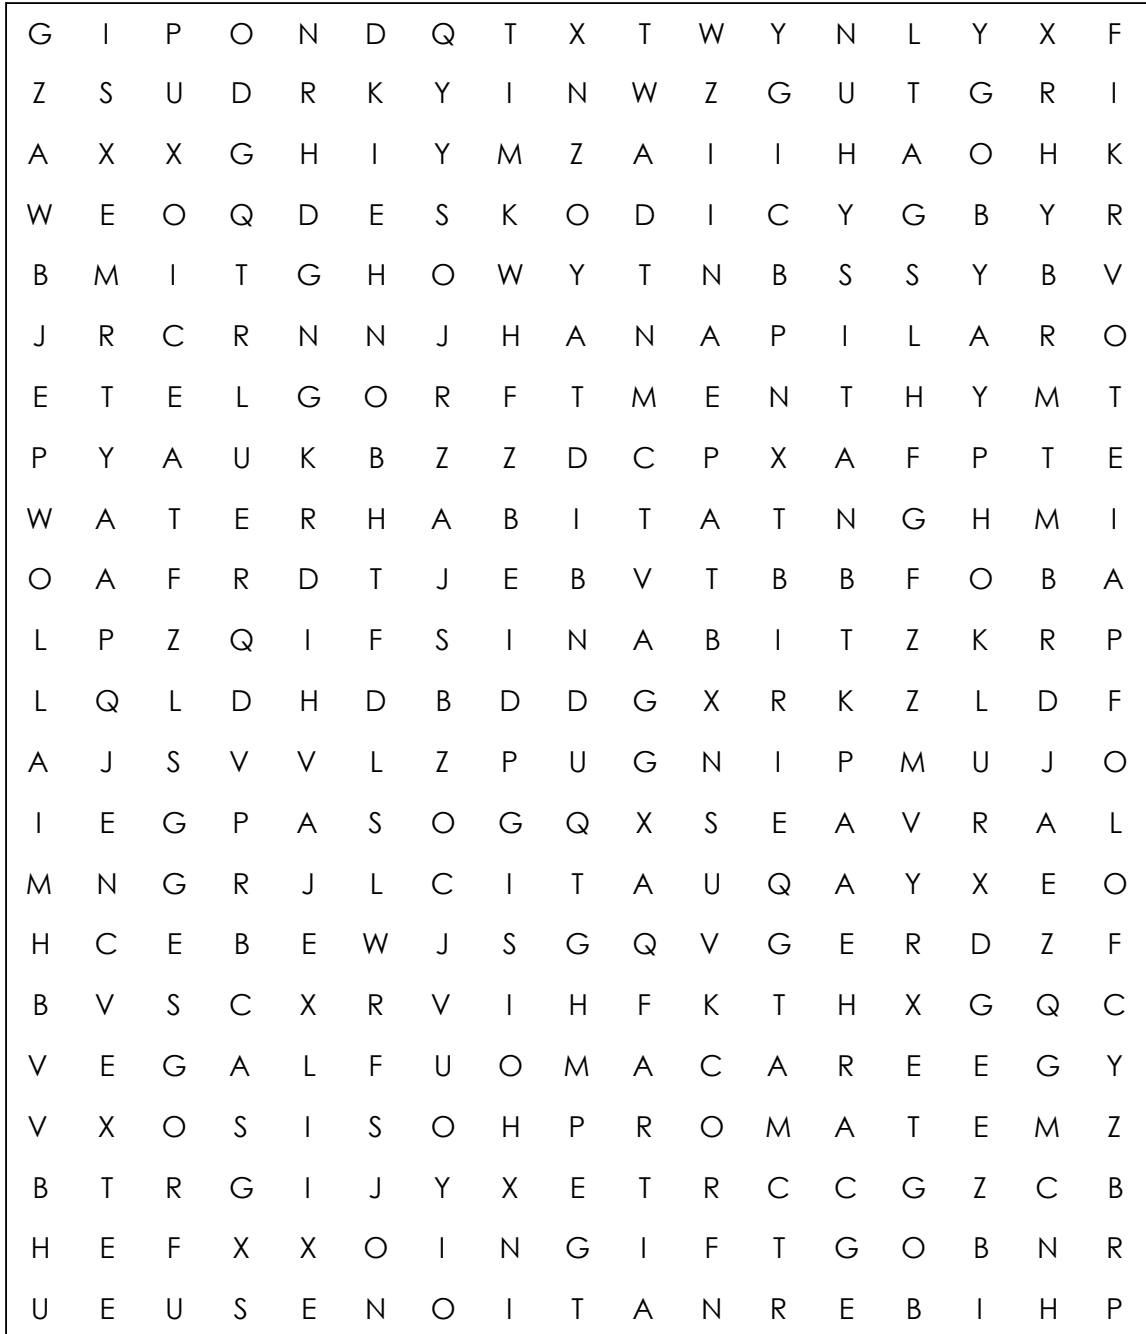 G I P O N D Q T X T W Y N L Y X F
Z S U D R K Y I N W Z G U T G R I
A X X G H I Y M Z A I I H A O H K
W E O Q D E S K O D I C Y G B Y R
B M I T G H O W Y T N B S S Y B V
J R C R N N J H A N A P I L A R O
E T E L G O R F T M E N T H Y M T
P Y A U K B Z Z D C P X A F P T E
W A T E R H A B I T A T N G H M I
O A F R D T J E B V T B B F O B A
L P Z Q I F S I N A B I T Z K R P
L Q L D H D B D D G X R K Z L D F
A J S V V L Z P U G N I P M U J O
I E G P A S O G Q X S E A V R A L
M N G R J L C I T A U Q A Y X E O
H C E B E W J S G Q V G E R D Z F
B V S C X R V I H F K T H X G Q C
V E G A L F U O M A C A R E E G Y
V X O S I S O H P R O M A T E M Z
B T R G I J Y X E T R C C G Z C B
H E F X X O I N G I F T G O B N R
U E U S E N O I T A N R E B I H P